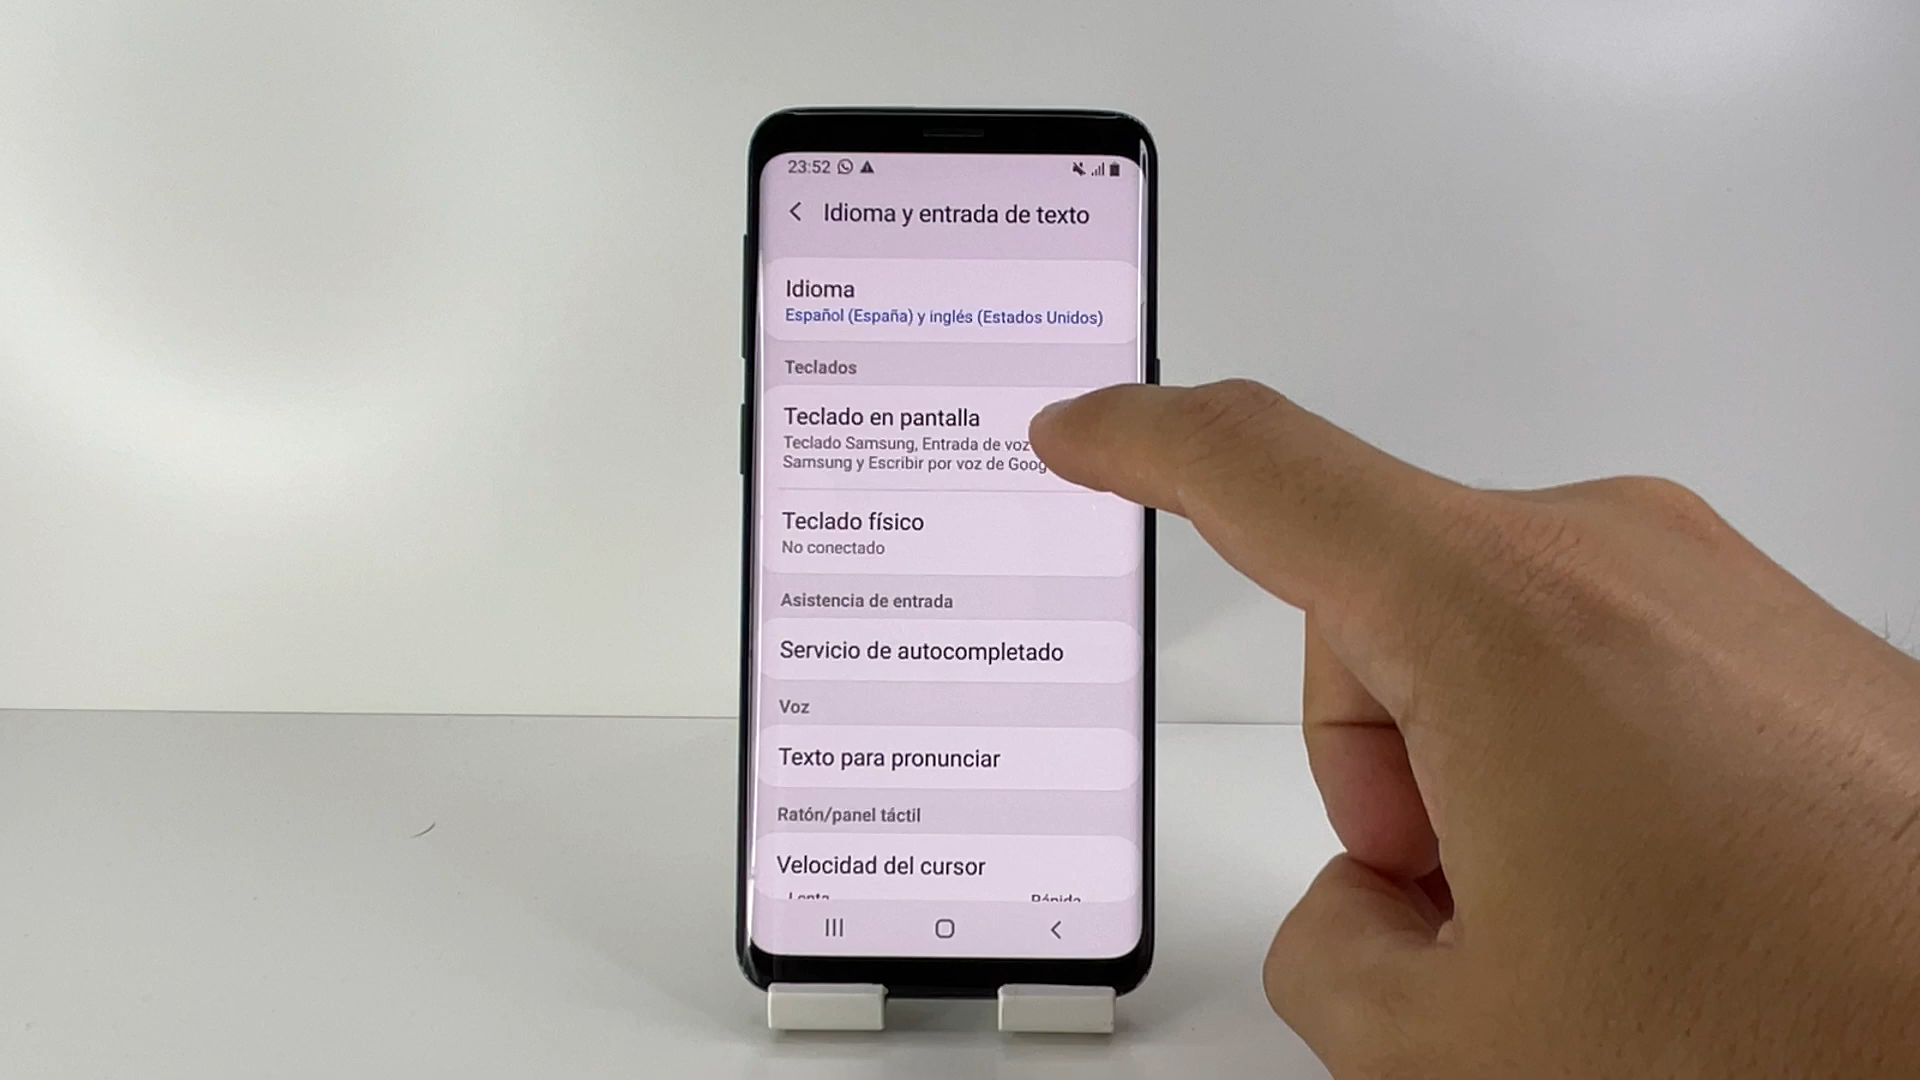 23:52
Idioma y entrada de texto
Idioma
Español (España) y inglés (Estados Unidos)
Teclados
Teclado en pantalla
Teclado Samsung, Entrada de voz
Samsung y Escribir por voz de Goog
Teclado físico
No conectado
Asistencia de entrada
Servicio de autocompletado
Voz
Texto para pronunciar
Ratón/panel táctil
Velocidad del cursor